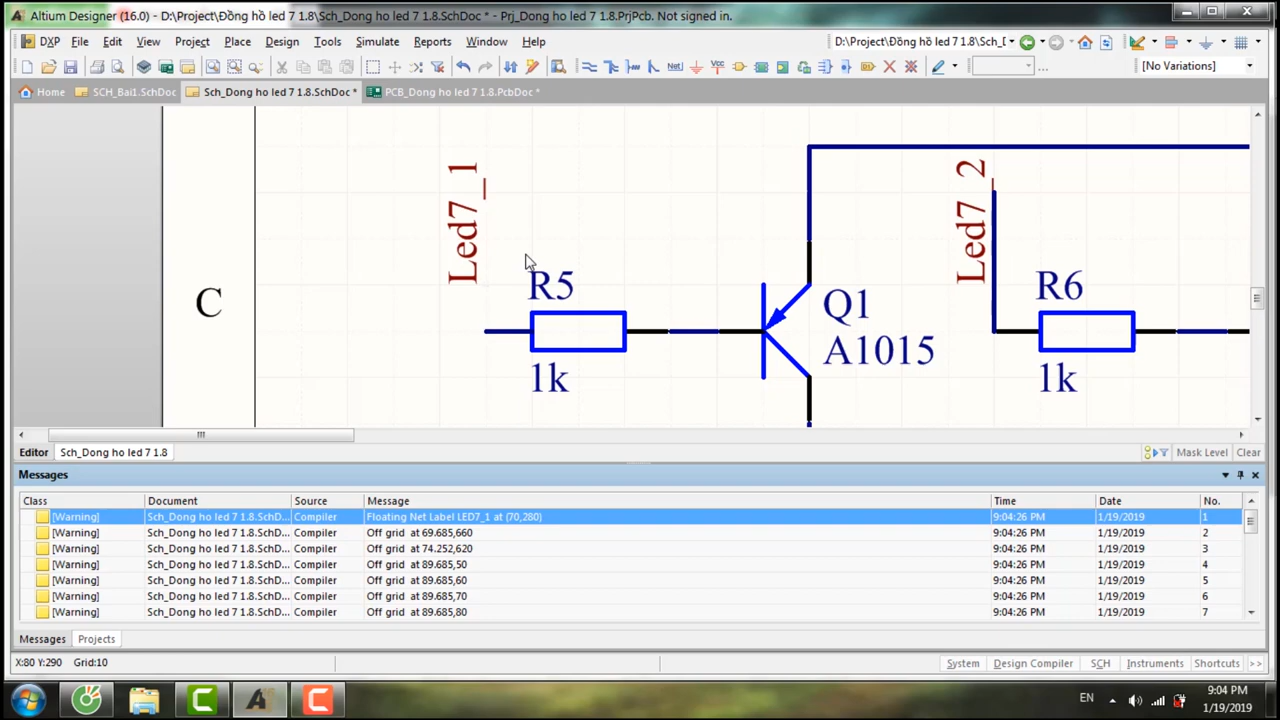 Altium Designer (16.0) - D:\Project\Đồng hồ led 7 1.8\Sch_Dong ho led 7 1.8.SchDoc * - Prj_Dong ho led 7 1.8.PrjPcb. Not signed in.
DXP File Edit View Project Place Design Tools Simulate Reports Window Help D:\Project\Đồng hồ led 7 1.8\Sch_[
Net Vcc ... [No Variations]
Home SCH_Bai1.SchDoc Sch_Dong ho led 7 1.8.SchDoc * PCB_Dong ho led 7 1.8.PcbDoc *
Led7_1
Led7_2
C
R5
1k
Q1
A1015
R6
1k
Editor Sch_Dong ho led 7 1.8 Mask Level Clear
Messages
Class Document Source Message Time Date No.
[Warning] Sch_Dong ho led 7 1.8.SchD... Compiler Floating Net Label LED7_1 at (70,280) 9:04:26 PM 1/19/2019 1
[Warning] Sch_Dong ho led 7 1.8.SchD... Compiler Off grid at 69.685,660 9:04:26 PM 1/19/2019 2
[Warning] Sch_Dong ho led 7 1.8.SchD... Compiler Off grid at 74.252,620 9:04:26 PM 1/19/2019 3
[Warning] Sch_Dong ho led 7 1.8.SchD... Compiler Off grid at 89.685,50 9:04:26 PM 1/19/2019 4
[Warning] Sch_Dong ho led 7 1.8.SchD... Compiler Off grid at 89.685,60 9:04:26 PM 1/19/2019 5
[Warning] Sch_Dong ho led 7 1.8.SchD... Compiler Off grid at 89.685,70 9:04:26 PM 1/19/2019 6
[Warning] Sch_Dong ho led 7 1.8.SchD... Compiler Off grid at 89.685,80 9:04:26 PM 1/19/2019 7
Messages Projects
X:80 Y:290 Grid:10 System Design Compiler SCH Instruments Shortcuts >>
EN 9:04 PM
1/19/2019